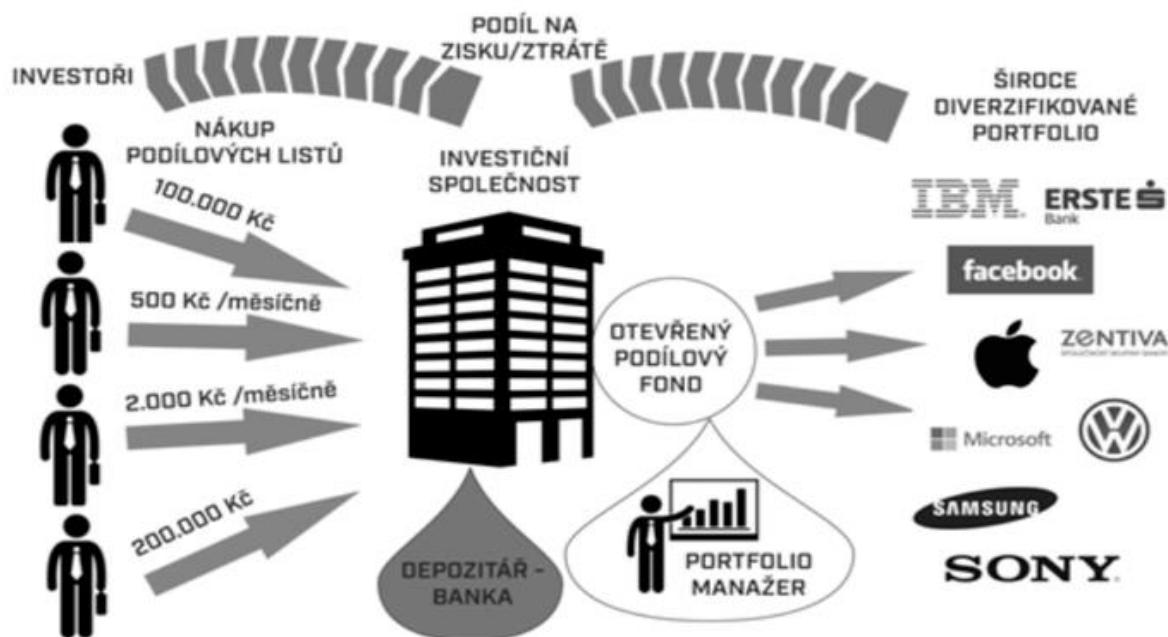 PODÍL NA
ZISKU/ZTRÁTĚ
INVESTOŘI
ŠIROCE
DIVERZIFIKOVANÉ
PORTFOLIO
NÁKUP
PODÍLOVÝCH LISTŮ
INVESTIČNÍ
SPOLEČNOST
100.000 Kč
500 Kč /měsíčně
2.000 Kč /měsíčně
200.000 Kč
OTEVŘENÝ
PODÍLOVÝ
FOND
DEPOZITÁŘ -
BANKA
PORTFOLIO
MANAŽER
IBM
ERSTE
Bank
facebook
ZENTIVA
Microsoft
SAMSUNG
SONY